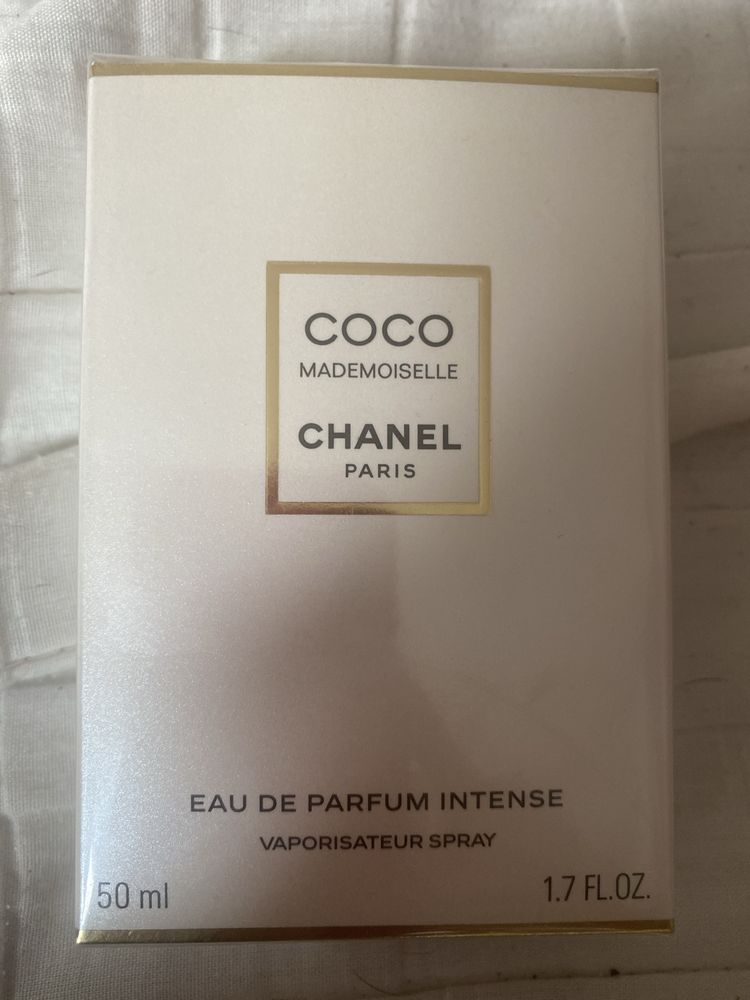 COCO
MADEMOISELLE
CHANEL
PARIS
EAU DE PARFUM INTENSE
VAPORISATEUR SPRAY
50 ml 1.7 FL.OZ.